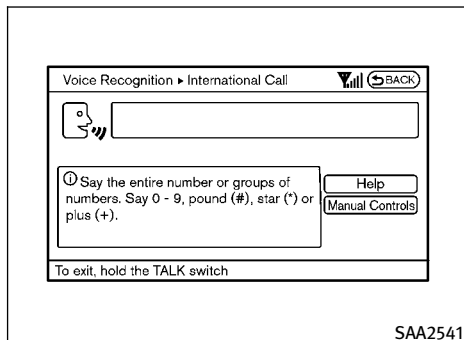 Voice Recognition ▸ International Call BACK
ⓘ Say the entire number or groups of
numbers. Say 0 - 9, pound (#), star (*) or
plus (+).
Help
Manual Controls
To exit, hold the TALK switch
SAA2541